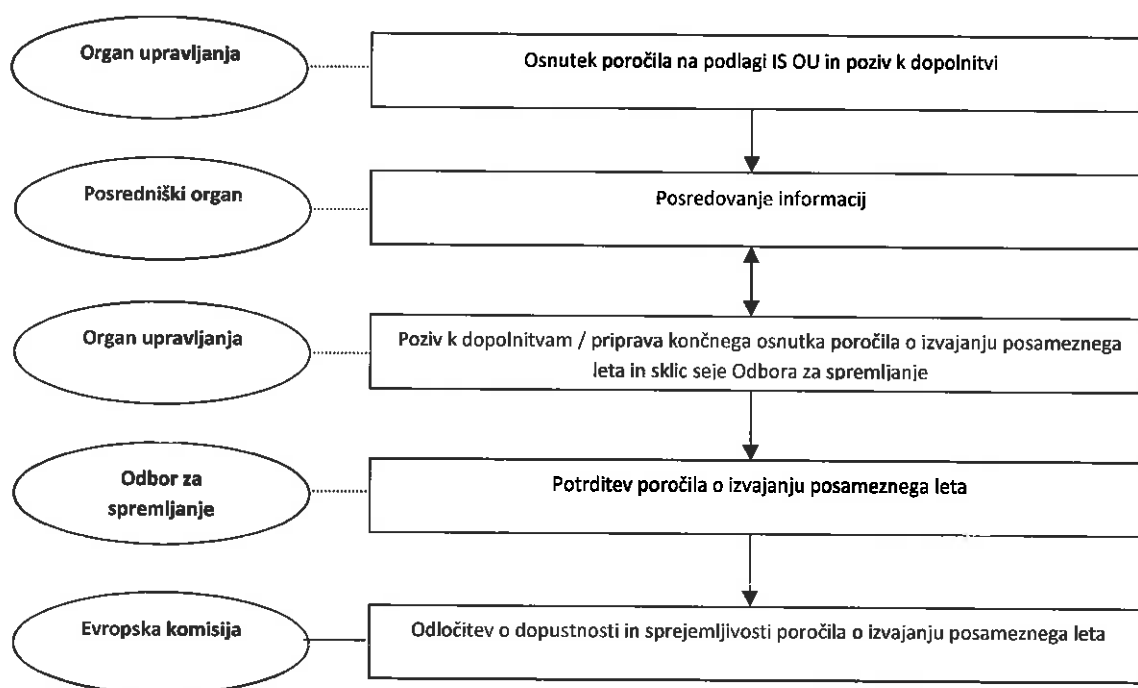 Organ upravljanja
Osnutek poročila na podlagi IS OU in poziv k dopolnitvi
Posredniški organ
Posredovanje informacij
Organ upravljanja
Poziv k dopolnitvam / priprava končnega osnutka poročila o izvajanju posameznega
leta in sklic seje Odbora za spremljanje
Odbor za
spremljanje
Potrditev poročila o izvajanju posameznega leta
Evropska komisija
Odločitev o dopustnosti in sprejemljivosti poročila o izvajanju posameznega leta